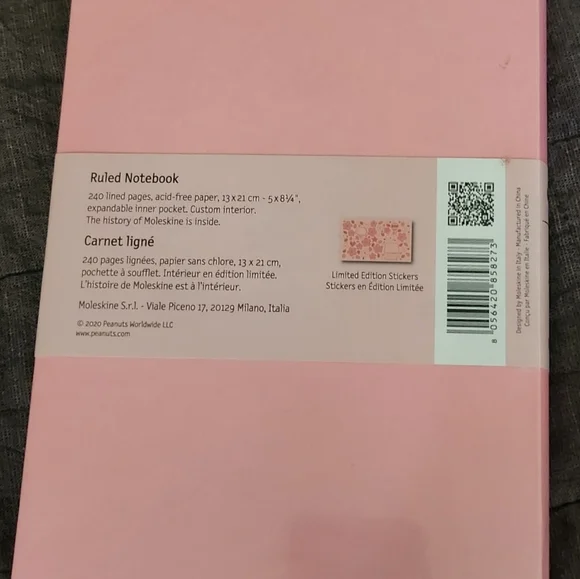 Ruled Notebook
240 lined pages, acid-free paper, 13 x 21 cm - 5 x 8¼",
expandable inner pocket. Custom interior.
The history of Moleskine is inside.
Carnet ligné
240 pages lignées, papier sans chlore, 13 x 21 cm,
pochette à soufflet. Intérieur en édition limitée.
L'histoire de Moleskine est à l'intérieur.
Moleskine S.r.l. - Viale Piceno 17, 20129 Milano, Italia
© 2020 Peanuts Worldwide LLC
www.peanuts.com
Limited Edition Stickers
Stickers en Édition Limitée
8 056420 858273
Designed by Moleskine in Italy - Manufactured in China
Conçu par Moleskine en Italie - Fabriqué en Chine